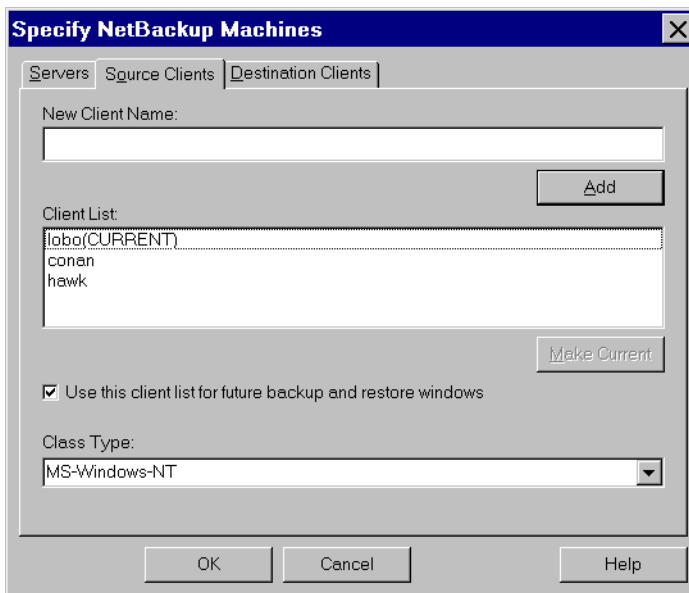 Specify NetBackup Machines
Servers Source Clients Destination Clients
New Client Name:
Add
Client List:
lobo(CURRENT)
conan
hawk
Make Current
Use this client list for future backup and restore windows
Class Type:
MS-Windows-NT
OK Cancel Help